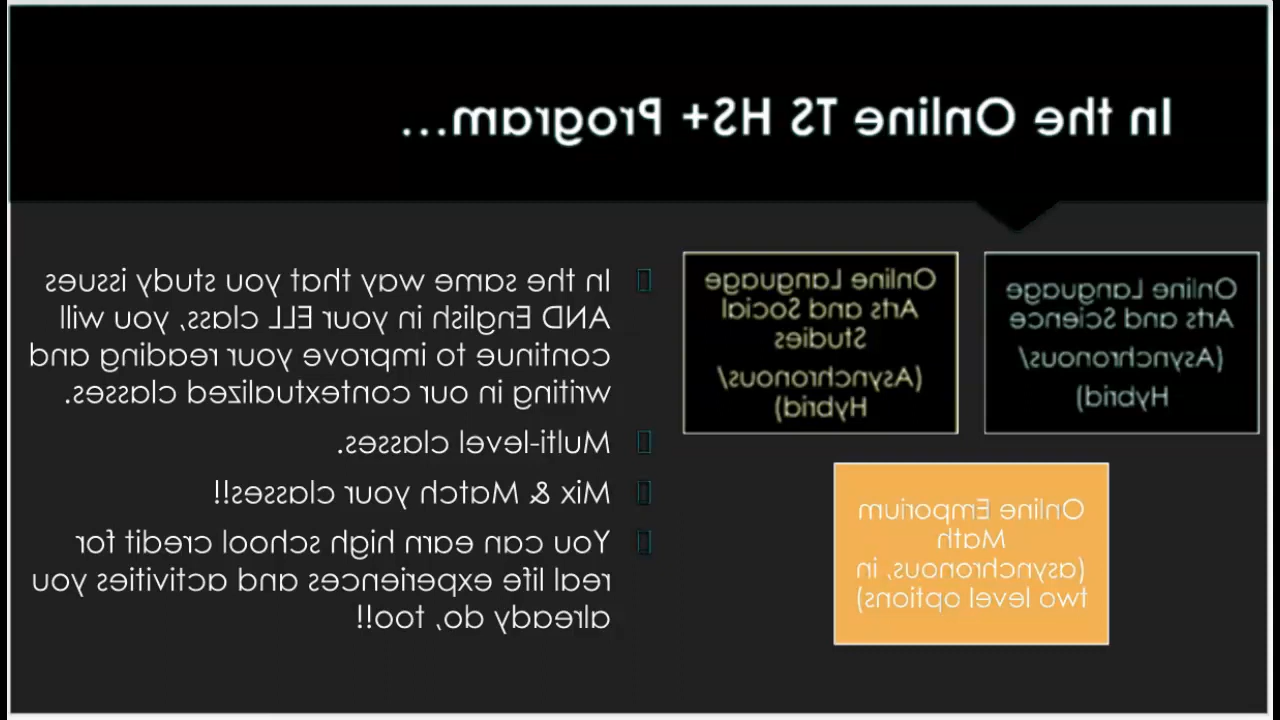 In the Online TS HS+ Program...
Online Language
Arts and Science
(Asynchronous/
Hybrid)
Online Language
Arts and Social
Studies
(Asynchronous/
Hybrid)
Online Emporium
Math
(asynchronous, in
two level options)
In the same way that you study issues
AND English in your ELL class, you will
continue to improve your reading and
writing in our contextualized classes.
Multi-level classes.
Mix & Match your classes!!
You can earn high school credit for
real life experiences and activities you
already do, too!!